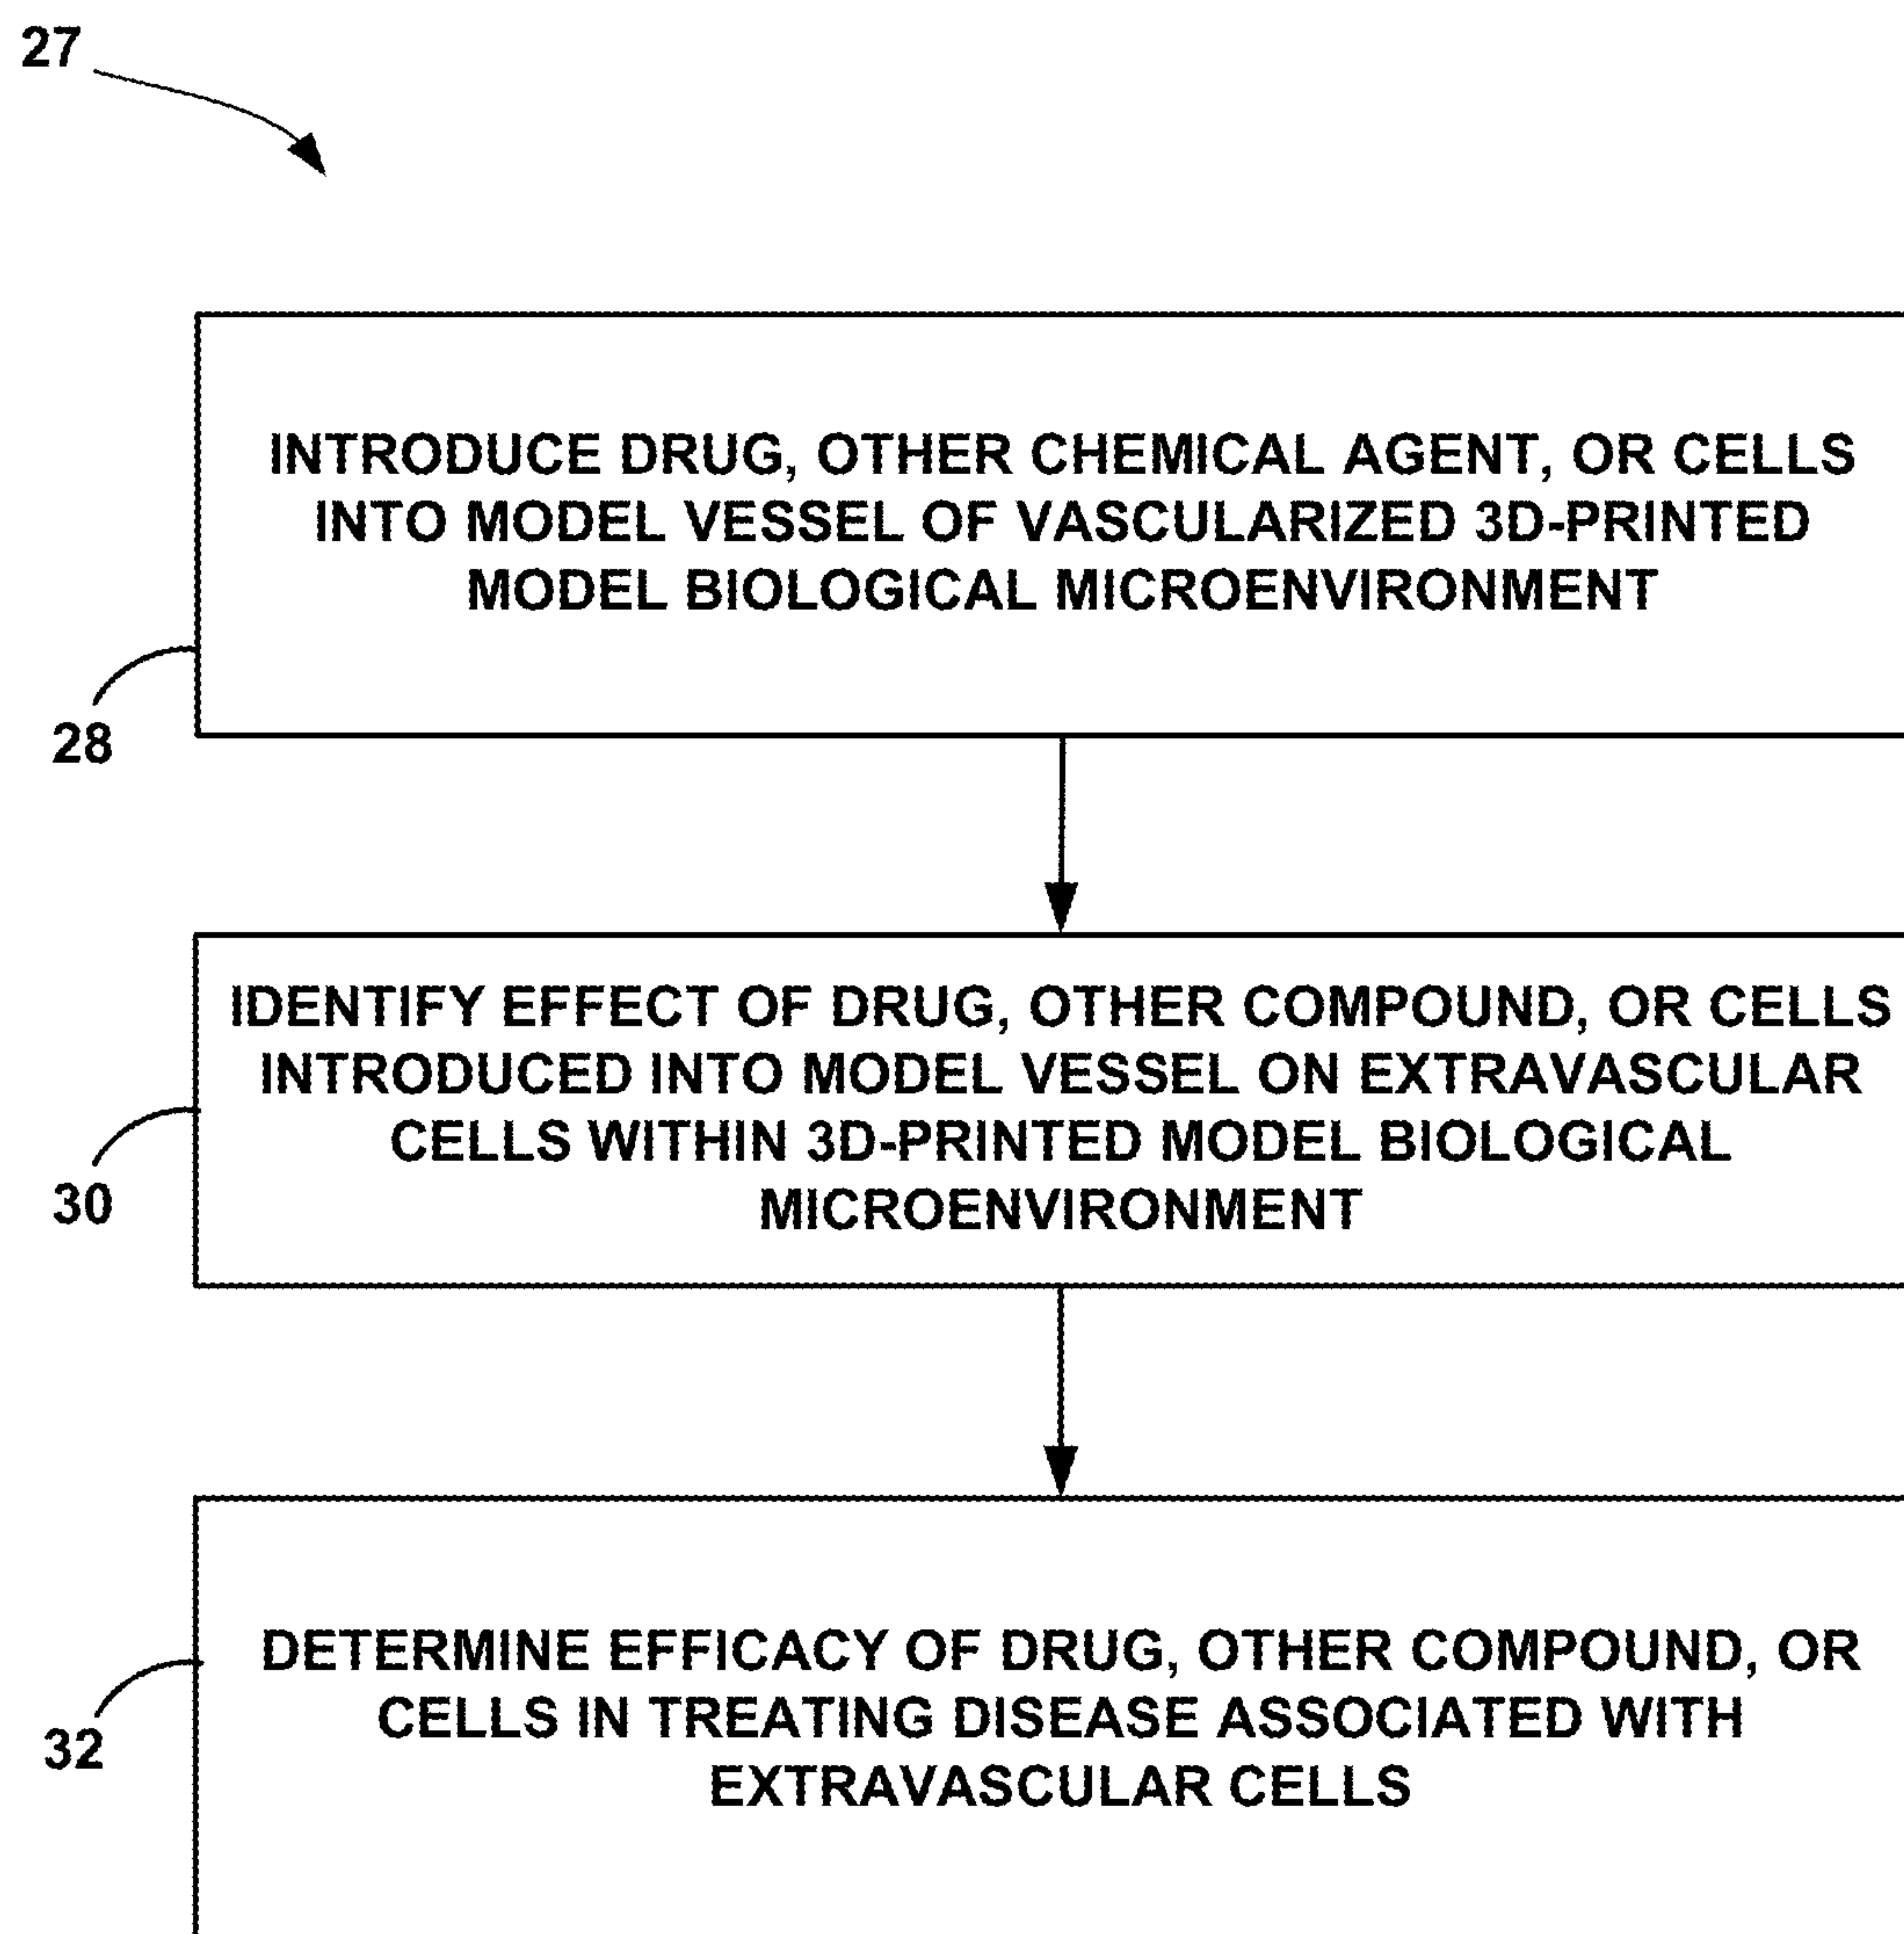 27
INTRODUCE DRUG, OTHER CHEMICAL AGENT, OR CELLS
INTO MODEL VESSEL OF VASCULARIZED 3D-PRINTED
MODEL BIOLOGICAL MICROENVIRONMENT
28
IDENTIFY EFFECT OF DRUG, OTHER COMPOUND, OR CELLS
INTRODUCED INTO MODEL VESSEL ON EXTRAVASCULAR
CELLS WITHIN 3D-PRINTED MODEL BIOLOGICAL
MICROENVIRONMENT
30
DETERMINE EFFICACY OF DRUG, OTHER COMPOUND, OR
CELLS IN TREATING DISEASE ASSOCIATED WITH
EXTRAVASCULAR CELLS
32